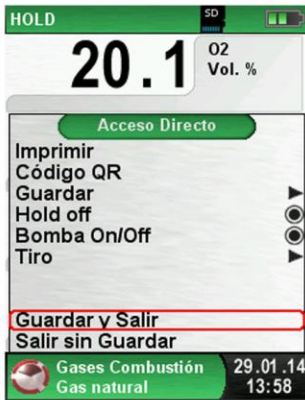 HOLD
SD
20.1
O2
Vol. %
Acceso Directo
Imprimir
Código QR
Guardar
Hold off
Bomba On/Off
Tiro
Guardar y Salir
Salir sin Guardar
Gases Combustión
Gas natural
29.01.14
13:58